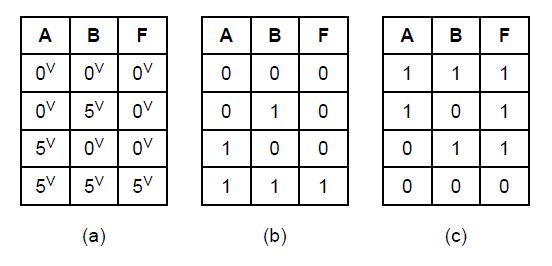 A B F A B F A B F
0V 0V 0V 0 0 0 1 1 1
0V 5V 0V 0 1 0 1 0 1
5V 0V 0V 1 0 0 0 1 1
5V 5V 5V 1 1 1 0 0 0
(a) (b) (c)